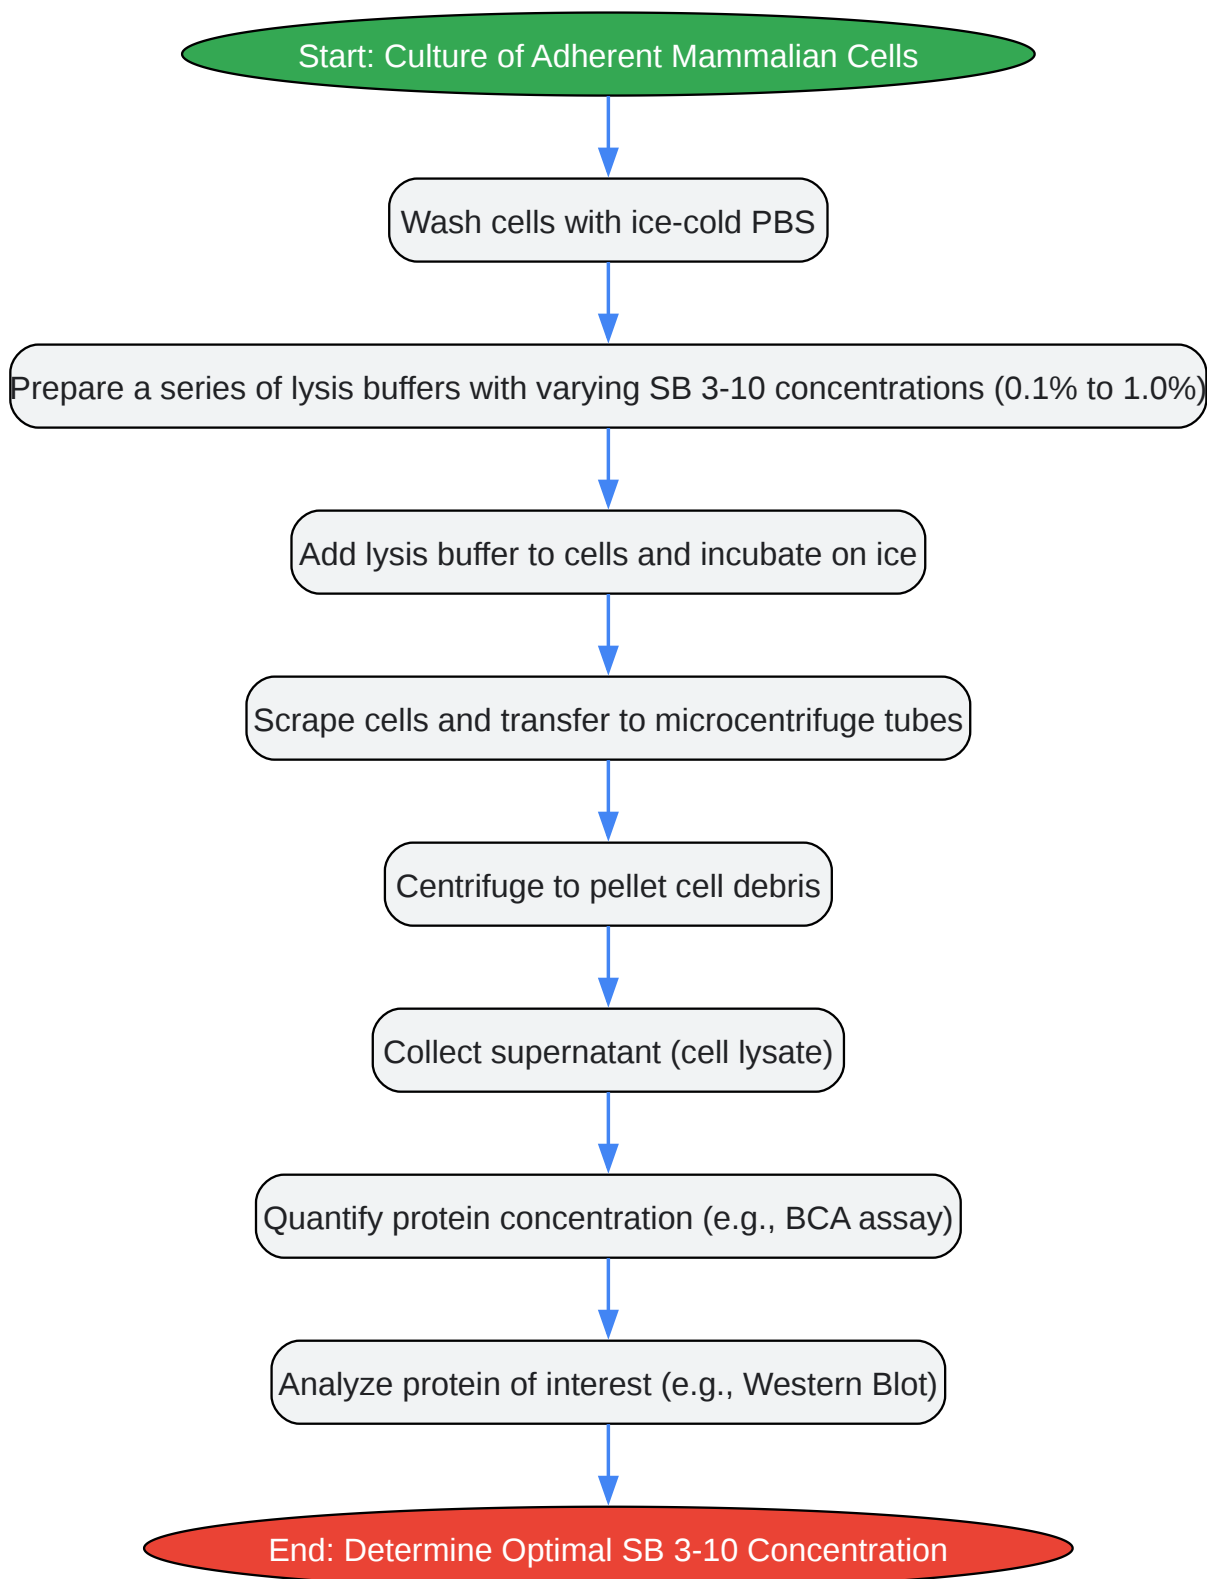 Start: Culture of Adherent Mammalian Cells
Wash cells with ice-cold PBS
Prepare a series of lysis buffers with varying SB 3-10 concentrations (0.1% to 1.0%)
Add lysis buffer to cells and incubate on ice
Scrape cells and transfer to microcentrifuge tubes
Centrifuge to pellet cell debris
Collect supernatant (cell lysate)
Quantify protein concentration (e.g., BCA assay)
Analyze protein of interest (e.g., Western Blot)
End: Determine Optimal SB 3-10 Concentration